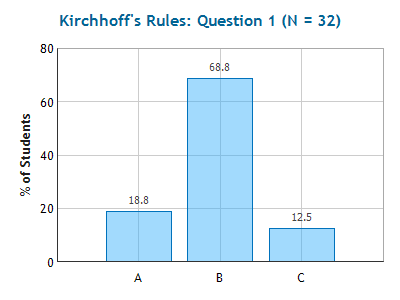 Kirchhoff's Rules: Question 1 (N = 32)
% of Students
80
60
40
20
0
18.8
68.8
12.5
A
B
C